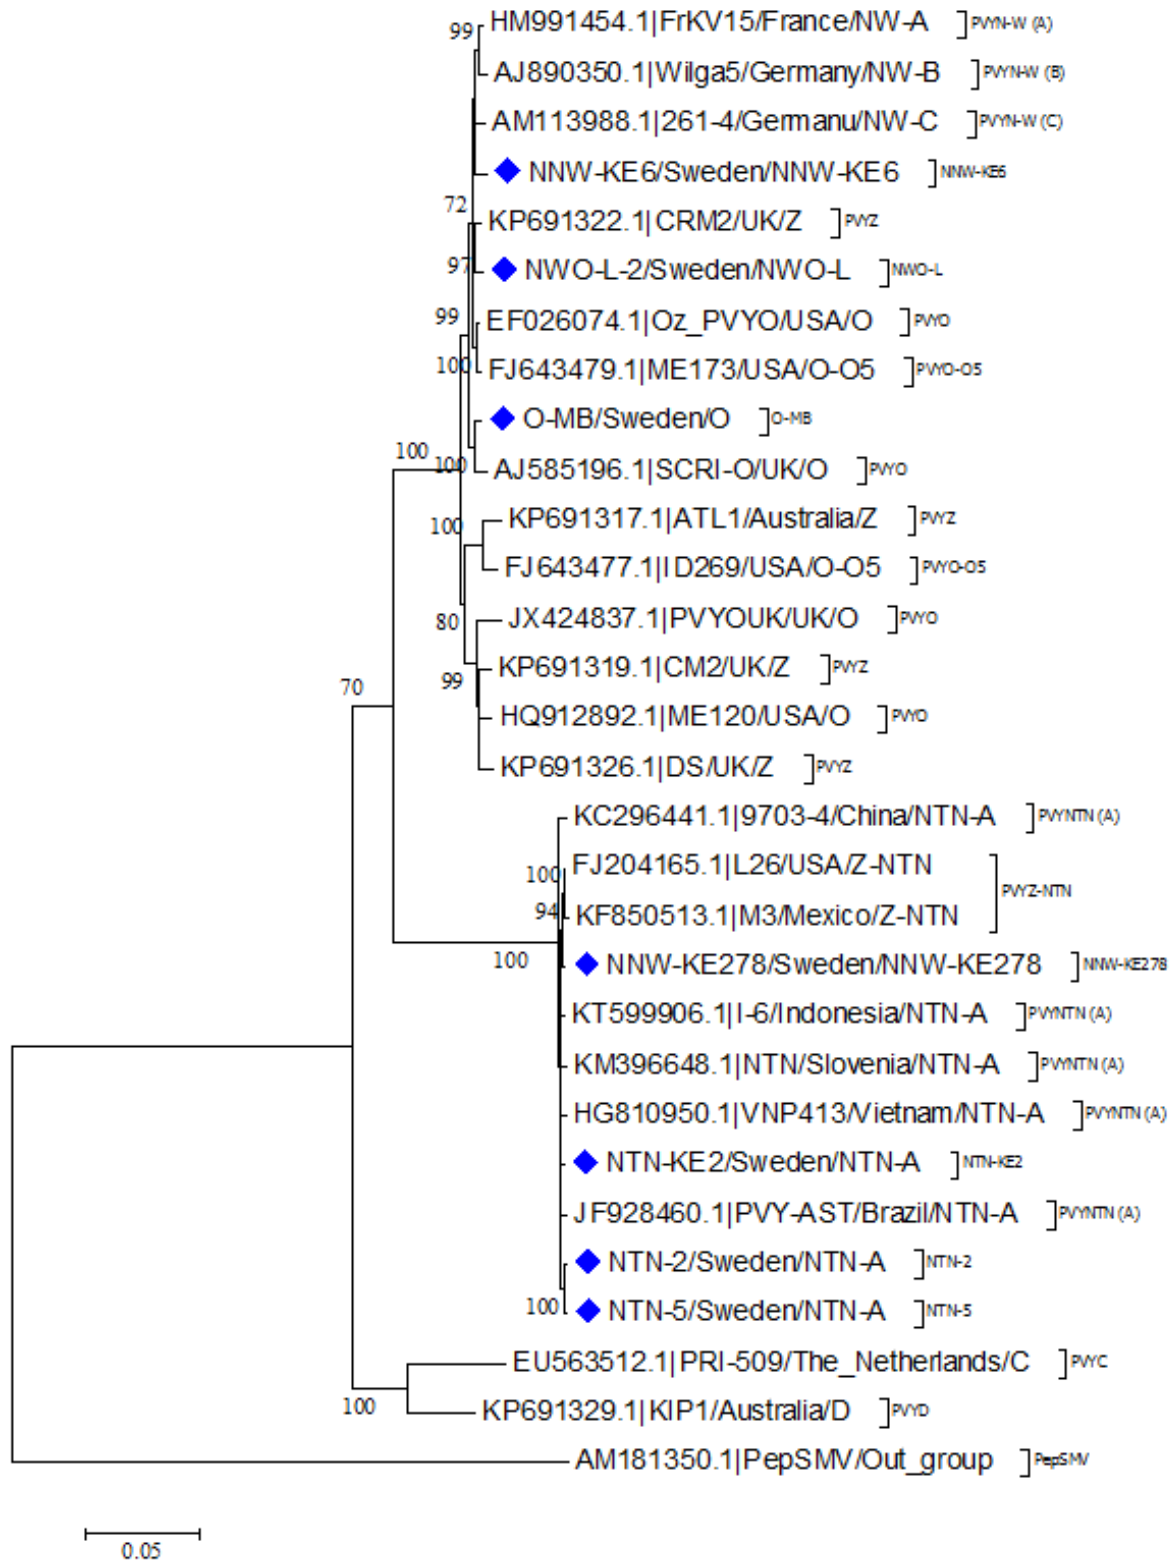 99
HM991454.1|FrKV15/France/NW-A PVYN-W (A)
AJ890350.1|Wilga5/Germany/NW-B PVYN-W (B)
AM113988.1|261-4/Germanu/NW-C PVYN-W (C)
NNW-KE6/Sweden/NNW-KE6 NNW-KE6
72
KP691322.1|CRM2/UK/Z PVYZ
97
NWO-L-2/Sweden/NWO-L NWO-L
99
EF026074.1|Oz_PVYO/USA/O PVYO
100
FJ643479.1|ME173/USA/O-O5 PVYO-O5
O-MB/Sweden/O O-MB
100
100
AJ585196.1|SCRI-O/UK/O PVYO
100
KP691317.1|ATL1/Australia/Z PVYZ
FJ643477.1|ID269/USA/O-O5 PVYO-O5
80
JX424837.1|PVYOUK/UK/O PVYO
99
KP691319.1|CM2/UK/Z PVYZ
70
HQ912892.1|ME120/USA/O PVYO
KP691326.1|DS/UK/Z PVYZ
KC296441.1|9703-4/China/NTN-A PVYNTN (A)
100
FJ204165.1|L26/USA/Z-NTN
PVYZ-NTN
94
KF850513.1|M3/Mexico/Z-NTN
100
NNW-KE278/Sweden/NNW-KE278 NNW-KE278
KT599906.1|I-6/Indonesia/NTN-A PVYNTN (A)
KM396648.1|NTN/Slovenia/NTN-A PVYNTN (A)
HG810950.1|VNP413/Vietnam/NTN-A PVYNTN (A)
NTN-KE2/Sweden/NTN-A NTN-KE2
JF928460.1|PVY-AST/Brazil/NTN-A PVYNTN (A)
NTN-2/Sweden/NTN-A NTN-2
100
NTN-5/Sweden/NTN-A NTN-5
EU563512.1|PRI-509/The_Netherlands/C PVYC
100
KP691329.1|KIP1/Australia/D PVYD
AM181350.1|PepSMV/Out_group PepSMV
0.05